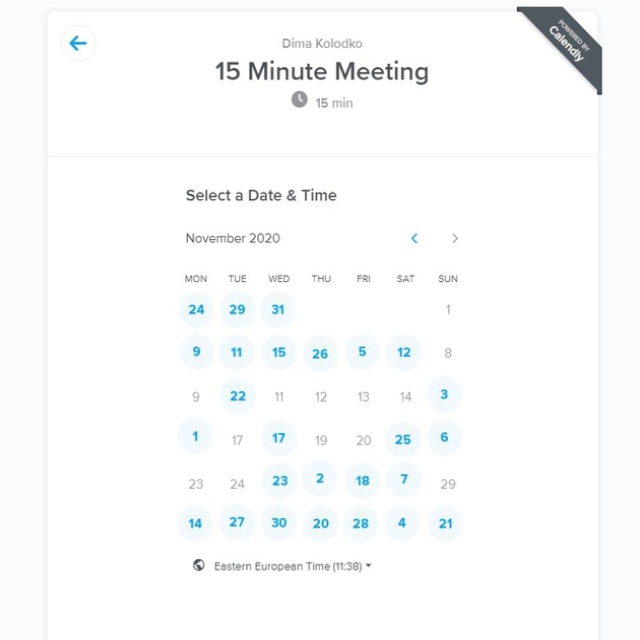 Dima Kolodko
15 Minute Meeting
15 min
POWERED BY
Calendly
Select a Date & Time
November 2020 < >
MON TUE WED THU FRI SAT SUN
24 29 31 1
9 11 15 26 5 12 8
9 22 11 12 13 14 3
1 17 17 19 20 25 6
23 24 23 2 18 7 29
14 27 30 20 28 4 21
Eastern European Time (11:38)